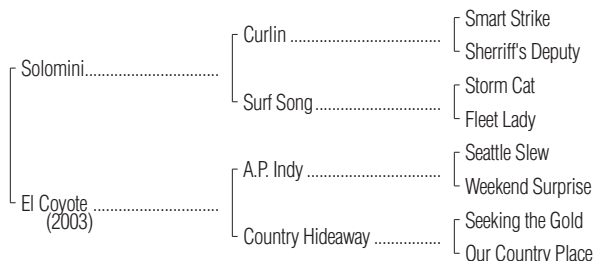 Smart Strike
Curlin ........................................
Sherriff's Deputy
Solomini...................................
Storm Cat
Surf Song.................................
Fleet Lady
Seattle Slew
A.P. Indy ...................................
Weekend Surprise
El Coyote .................................
(2003)
Seeking the Gold
Country Hideaway .................
Our Country Place